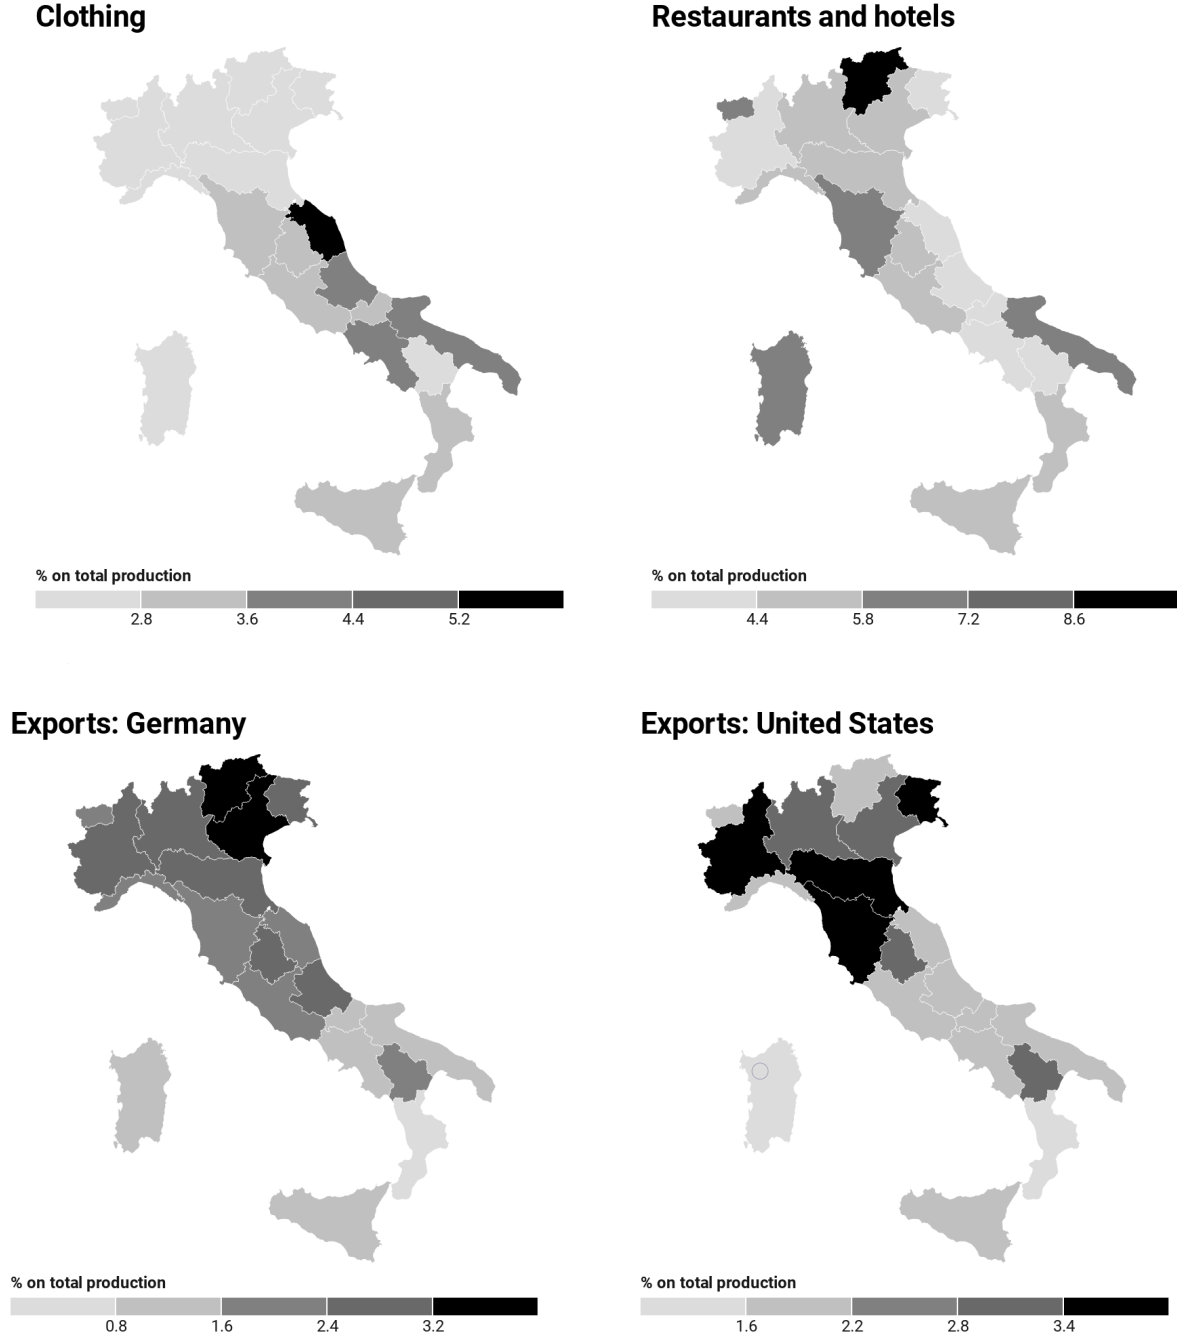 Clothing
Restaurants and hotels
% on total production
% on total production
2.8 3.6 4.4 5.2
4.4 5.8 7.2 8.6
Exports: Germany
Exports: United States
% on total production
% on total production
0.8 1.6 2.4 3.2
1.6 2.2 2.8 3.4